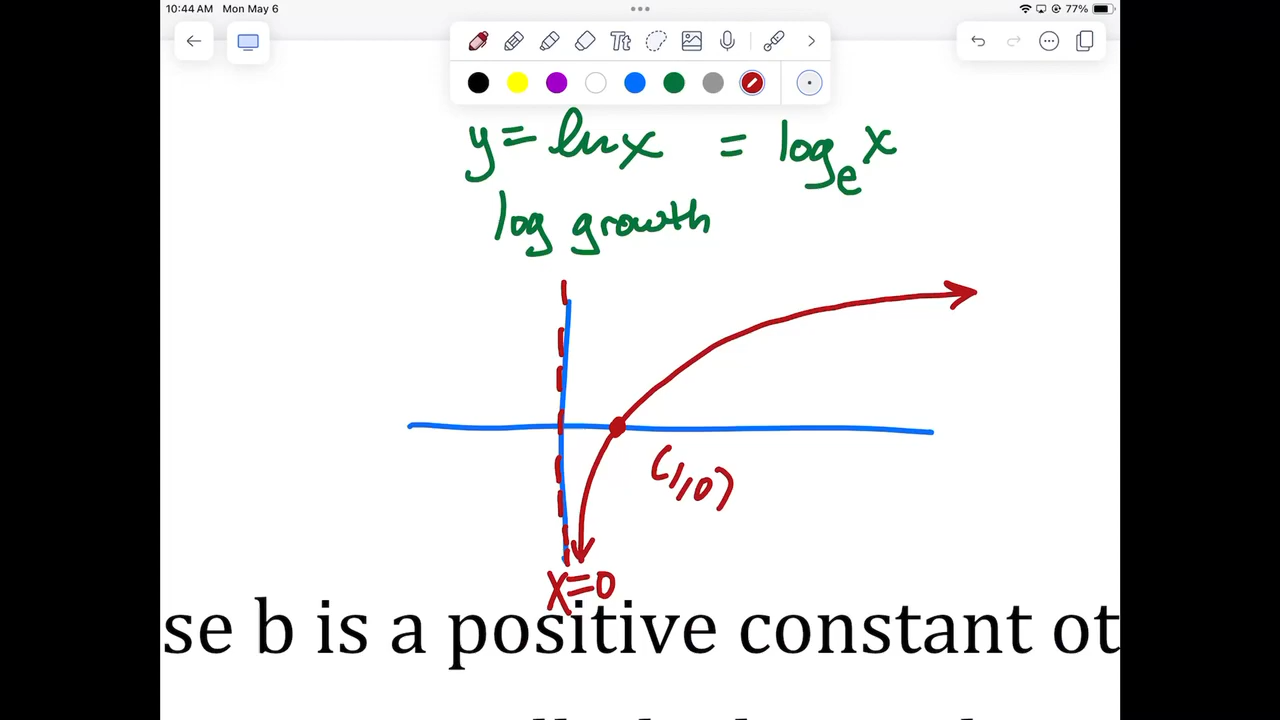 10:44 AM Mon May 6
77%
Tt
y = ln x = log_e x
log growth
(1,0)
x=0
se b is a positive constant ot